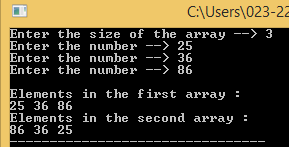 C:\Users\023-22
Enter the size of the array --> 3
Enter the number --> 25
Enter the number --> 36
Enter the number --> 86
Elements in the first array :
25 36 86
Elements in the second array :
86 36 25
--------------------------------